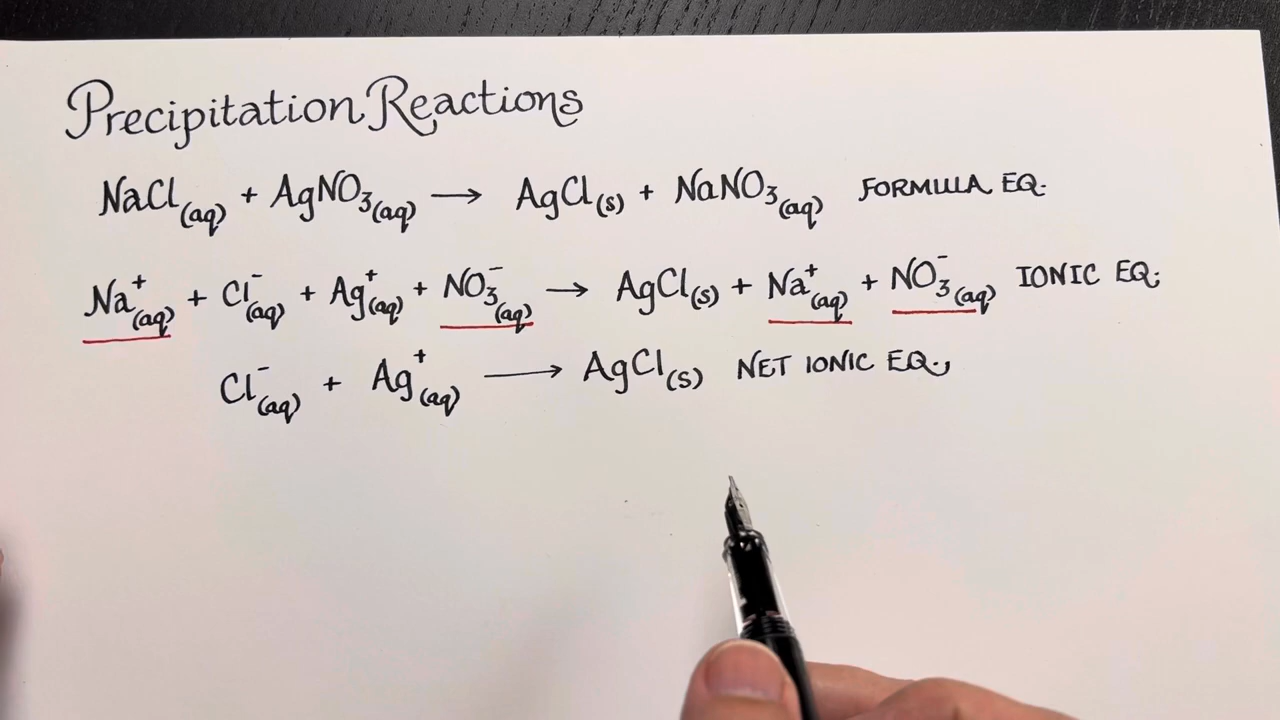 Precipitation Reactions
NaCl(aq) + AgNO₃(aq) → AgCl(s) + NaNO₃(aq) FORMULA EQ.
Na⁺(aq) + Cl⁻(aq) + Ag⁺(aq) + NO₃⁻(aq) → AgCl(s) + Na⁺(aq) + NO₃⁻(aq) IONIC EQ.
Cl⁻(aq) + Ag⁺(aq) → AgCl(s) NET IONIC EQ.